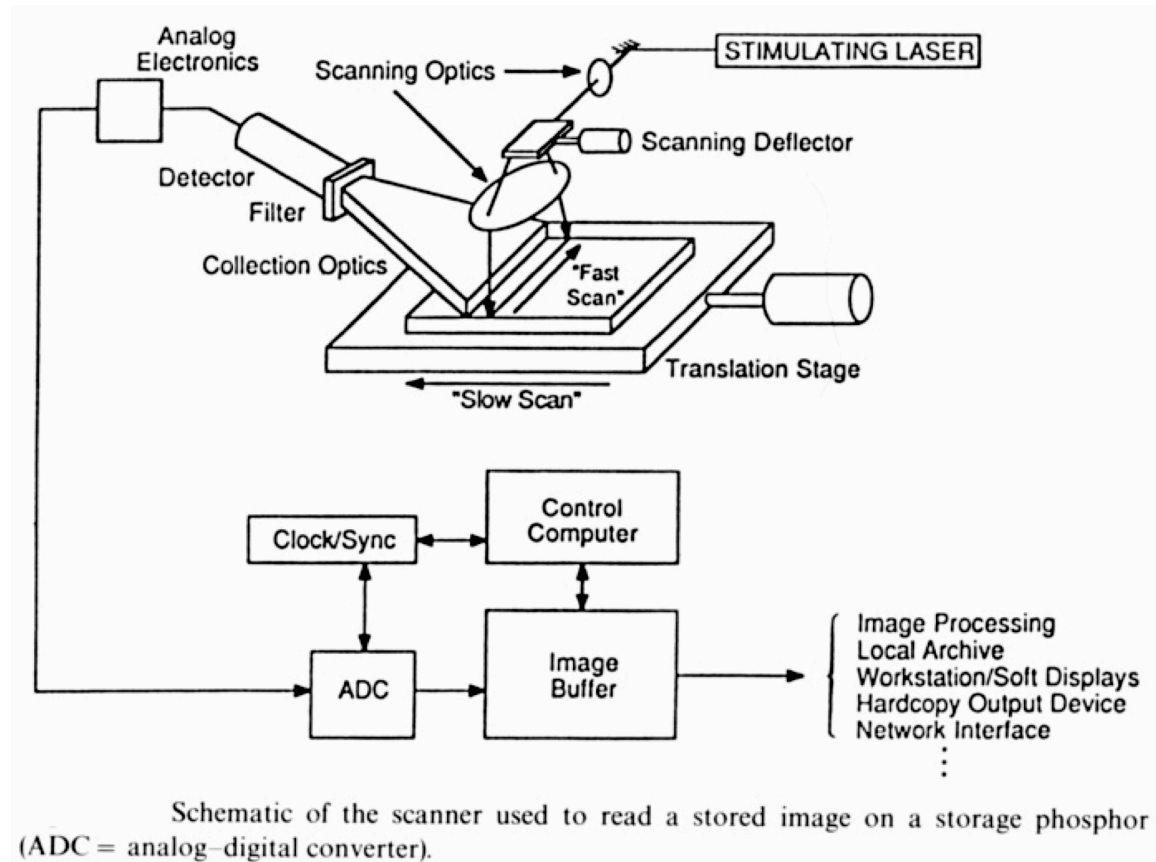 Analog
Electronics
Scanning Optics
STIMULATING LASER
Scanning Deflector
Detector
Filter
Collection Optics
"Fast
Scan"
Translation Stage
"Slow Scan"
Control
Computer
Clock/Sync
ADC
Image
Buffer
Image Processing
Local Archive
Workstation/Soft Displays
Hardcopy Output Device
Network Interface
Schematic of the scanner used to read a stored image on a storage phosphor
(ADC = analog–digital converter).